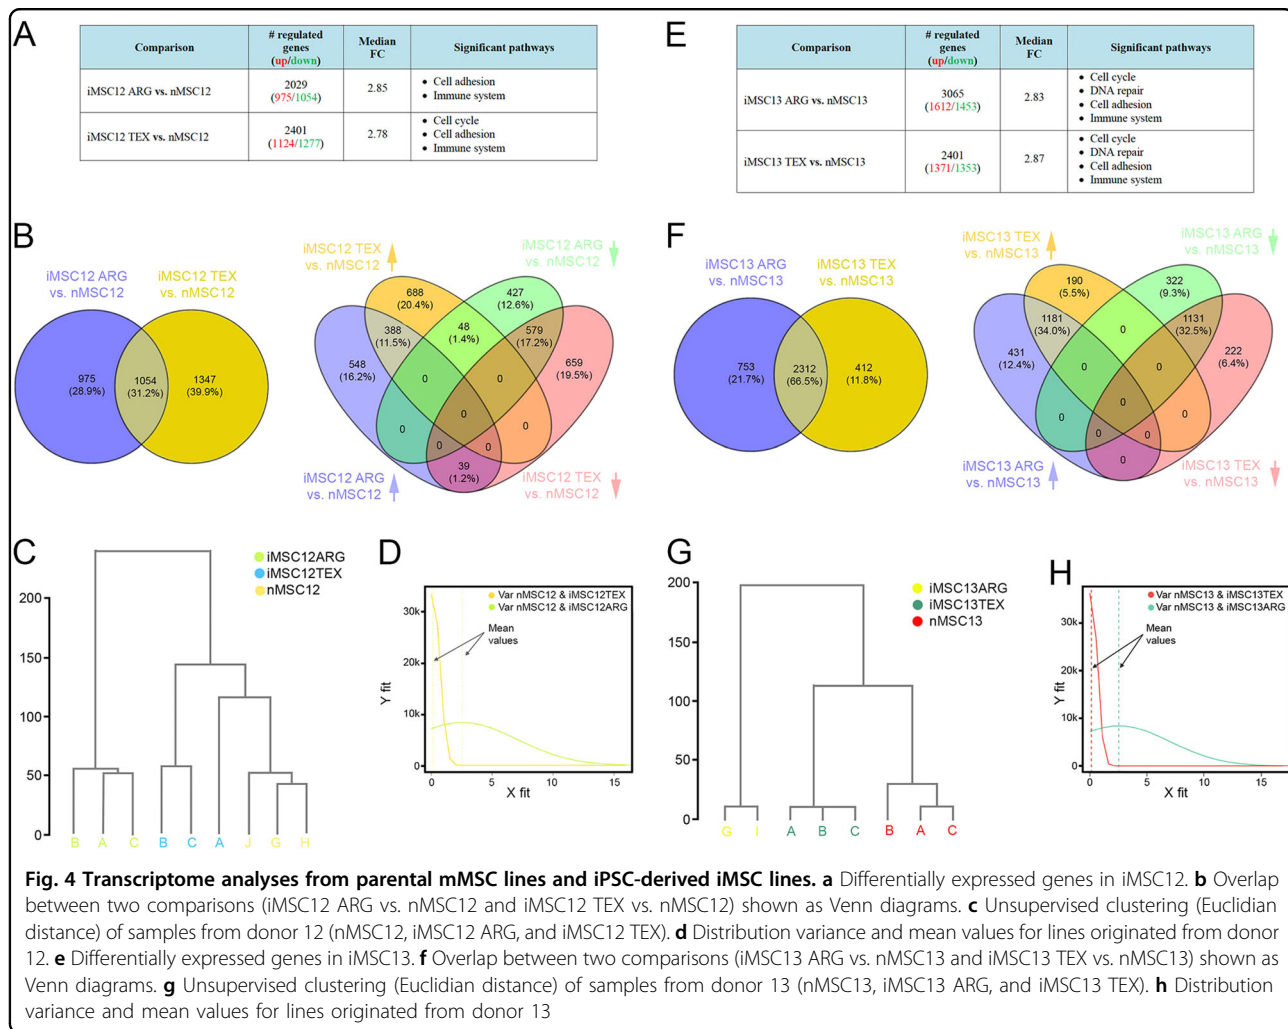 A
Comparison
# regulated genes (up/down)
Median FC
Significant pathways
iMSC12 ARG vs. nMSC12
2029
(975/1054)
2.85
• Cell adhesion
• Immune system
iMSC12 TEX vs. nMSC12
2401
(1124/1277)
2.78
• Cell cycle
• Cell adhesion
• Immune system
E
Comparison
# regulated genes (up/down)
Median FC
Significant pathways
iMSC13 ARG vs. nMSC13
3065
(1612/1453)
2.83
• Cell cycle
• DNA repair
• Cell adhesion
• Immune system
iMSC13 TEX vs. nMSC13
2401
(1371/1353)
2.87
• Cell cycle
• DNA repair
• Cell adhesion
• Immune system
B
iMSC12 ARG
vs. nMSC12
iMSC12 TEX
vs. nMSC12
975
(28.9%)
1054
(31.2%)
1347
(39.9%)
iMSC12 TEX
vs. nMSC12
iMSC12 ARG
vs. nMSC12
688
(20.4%)
427
(12.6%)
388
(11.5%)
48
(1.4%)
579
(17.2%)
548
(16.2%)
659
(19.5%)
0
0
0
0
0
0
0
39
(1.2%)
iMSC12 ARG
vs. nMSC12
iMSC12 TEX
vs. nMSC12
F
iMSC13 ARG
vs. nMSC13
iMSC13 TEX
vs. nMSC13
753
(21.7%)
2312
(66.5%)
412
(11.8%)
iMSC13 TEX
vs. nMSC13
iMSC13 ARG
vs. nMSC13
190
(5.5%)
322
(9.3%)
1181
(34.0%)
0
1131
(32.5%)
431
(12.4%)
222
(6.4%)
0
0
0
0
0
0
0
0
iMSC13 ARG
vs. nMSC13
iMSC13 TEX
vs. nMSC13
C
iMSC12ARG
iMSC12TEX
nMSC12
200
150
100
50
0
B A C B C A J G H
D
Var nMSC12 & iMSC12TEX
Var nMSC12 & iMSC12ARG
Mean
values
30k
20k
10k
0
Y fit
0 5 10 15
X fit
G
iMSC13ARG
iMSC13TEX
nMSC13
200
150
100
50
0
G I A B C B A C
H
Var nMSC13 & iMSC13TEX
Var nMSC13 & iMSC13ARG
Mean
values
30k
20k
10k
0
Y fit
0 5 10 15
X fit
Fig. 4 Transcriptome analyses from parental mMSC lines and iPSC-derived iMSC lines. a Differentially expressed genes in iMSC12. b Overlap
between two comparisons (iMSC12 ARG vs. nMSC12 and iMSC12 TEX vs. nMSC12) shown as Venn diagrams. c Unsupervised clustering (Euclidian
distance) of samples from donor 12 (nMSC12, iMSC12 ARG, and iMSC12 TEX). d Distribution variance and mean values for lines originated from donor
12. e Differentially expressed genes in iMSC13. f Overlap between two comparisons (iMSC13 ARG vs. nMSC13 and iMSC13 TEX vs. nMSC13) shown as
Venn diagrams. g Unsupervised clustering (Euclidian distance) of samples from donor 13 (nMSC13, iMSC13 ARG, and iMSC13 TEX). h Distribution
variance and mean values for lines originated from donor 13